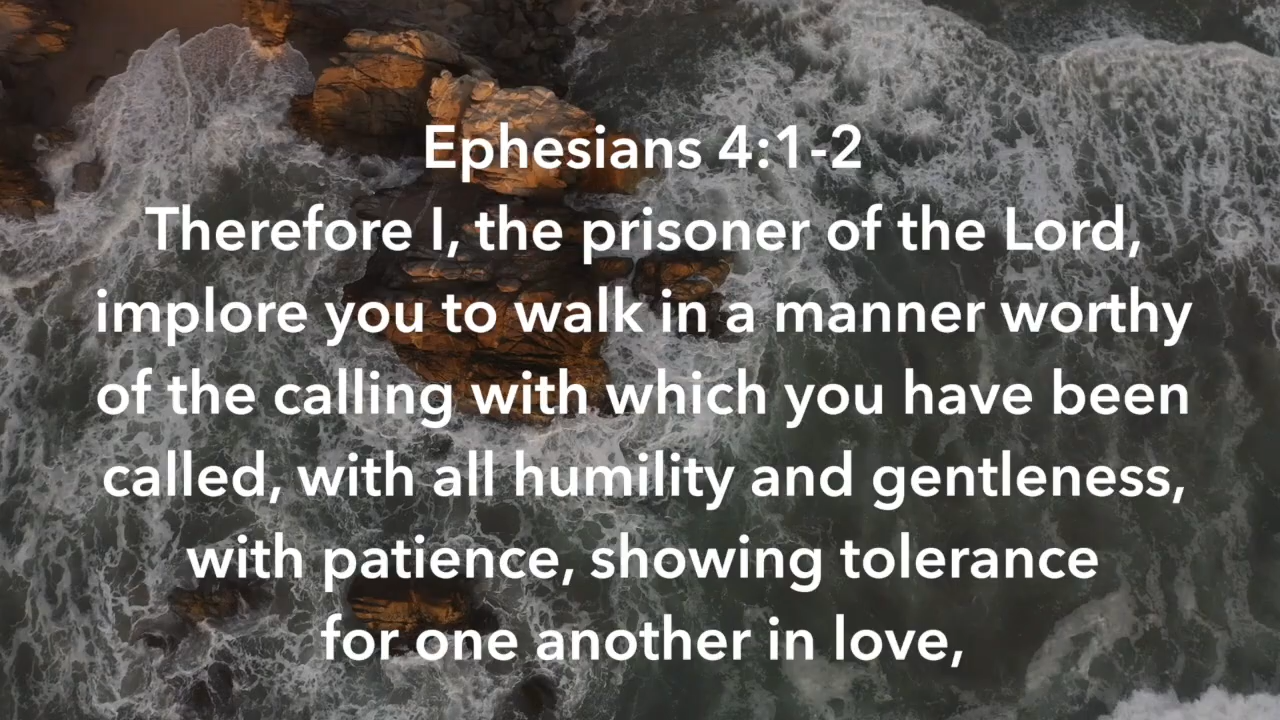 Ephesians 4:1-2
Therefore I, the prisoner of the Lord,
implore you to walk in a manner worthy
of the calling with which you have been
called, with all humility and gentleness,
with patience, showing tolerance
for one another in love,